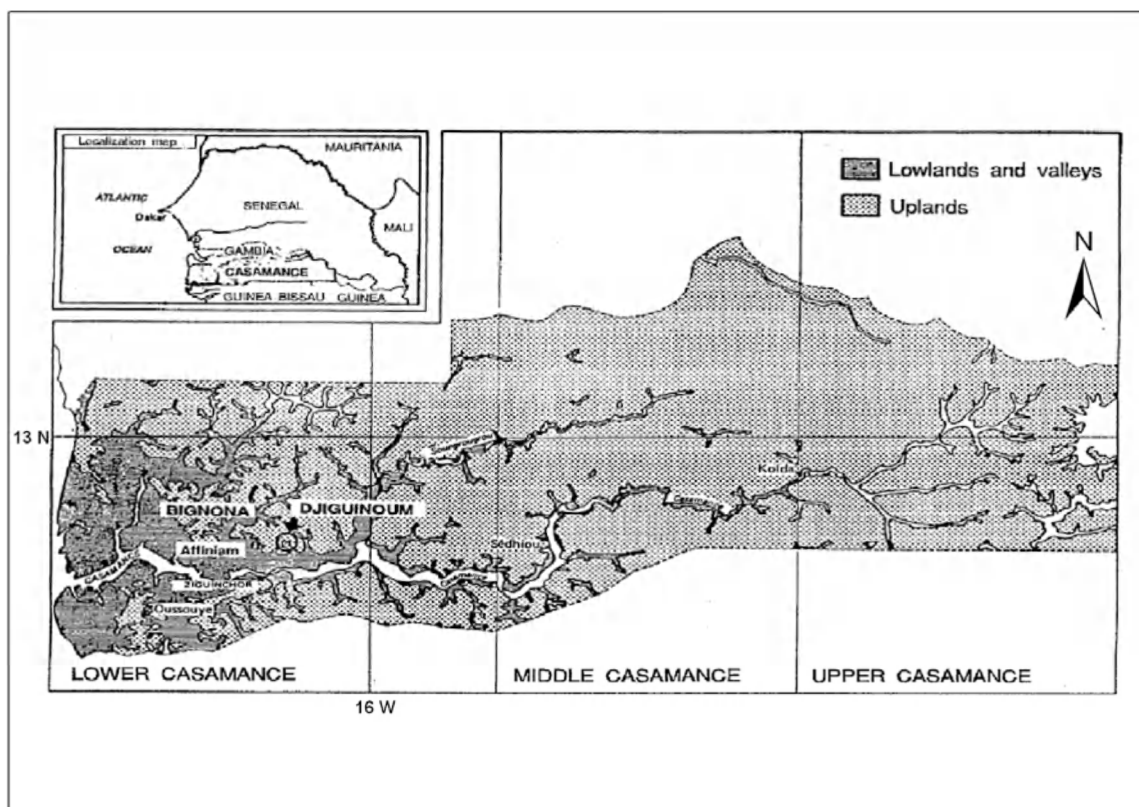 Localization map
MAURITANIA
ATLANTIC
Dakar
SENEGAL
MALI
OCEAN
GAMBIA
CASAMANCE
GUINEA BISSAU
GUINEA
Lowlands and valleys
Uplands
N
13 N
Kolda
BIGNONA
DJIGUINOUM
Affiniam
Sédhiou
ZIGUINCHOR
Oussouye
LOWER CASAMANCE
MIDDLE CASAMANCE
UPPER CASAMANCE
16 W